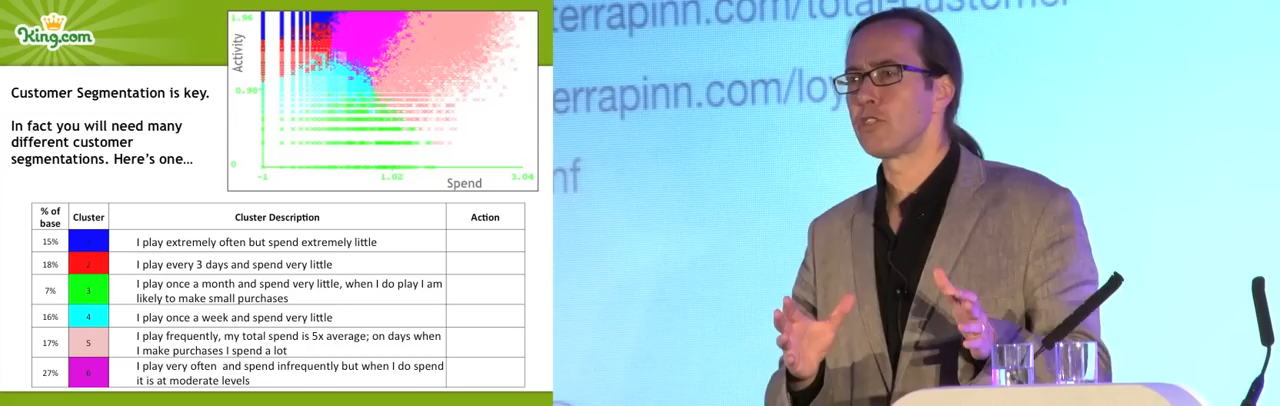 King.com
Customer Segmentation is key.
In fact you will need many
different customer
segmentations. Here's one…
1.96
Activity
0.98
0
-1
1.02
3.04
Spend
% of base Cluster Cluster Description Action
15% I play extremely often but spend extremely little
18% 2 I play every 3 days and spend very little
7% 3 I play once a month and spend very little, when I do play I am
likely to make small purchases
16% 4 I play once a week and spend very little
17% 5 I play frequently, my total spend is 5x average; on days when
I make purchases I spend a lot
27% 6 I play very often and spend infrequently but when I do spend
it is at moderate levels
terrapinn.com/total-customer
terrapinn.com/loy
nf